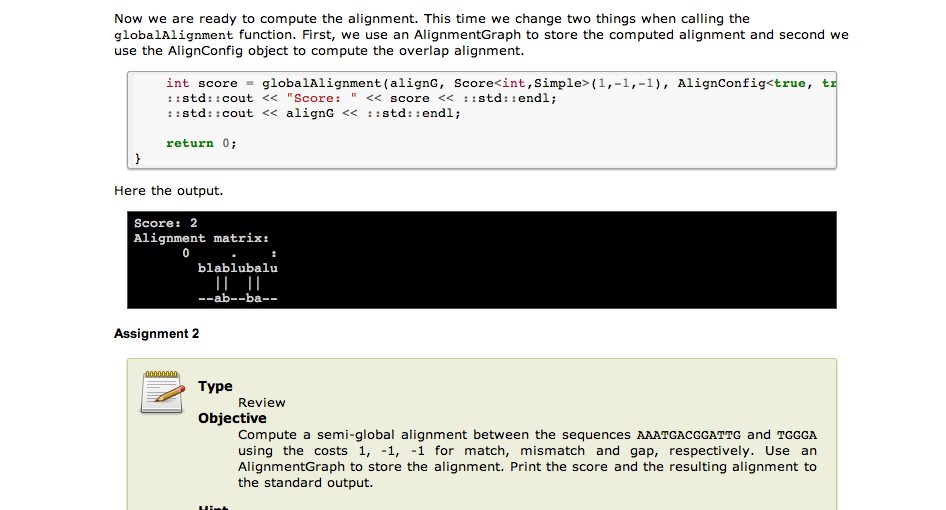 Now we are ready to compute the alignment. This time we change two things when calling the
globalAlignment function. First, we use an AlignmentGraph to store the computed alignment and second we
use the AlignConfig object to compute the overlap alignment.
int score = globalAlignment(alignG, Score<int,Simple>(1,-1,-1), AlignConfig<true, tr
::std::cout << "Score: " << score << ::std::endl;
::std::cout << alignG << ::std::endl;
return 0;
}
Here the output.
Score: 2
Alignment matrix:
0 . :
blablubalu
|| ||
--ab--ba--
Assignment 2
Type
Review
Objective
Compute a semi-global alignment between the sequences AAATGACGGATTG and TGGGA
using the costs 1, -1, -1 for match, mismatch and gap, respectively. Use an
AlignmentGraph to store the alignment. Print the score and the resulting alignment to
the standard output.
Hint